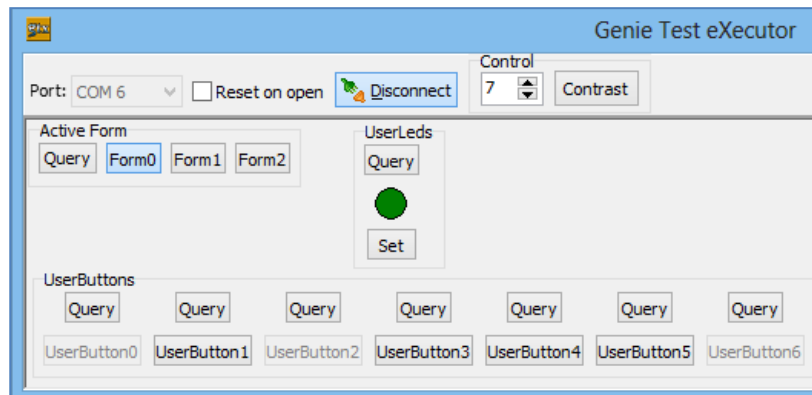 Genie Test eXecutor
Port: COM 6 Reset on open Disconnect Control 7 Contrast
Active Form
Query Form0 Form1 Form2
UserLeds
Query
Set
UserButtons
Query Query Query Query Query Query Query
UserButton0 UserButton1 UserButton2 UserButton3 UserButton4 UserButton5 UserButton6